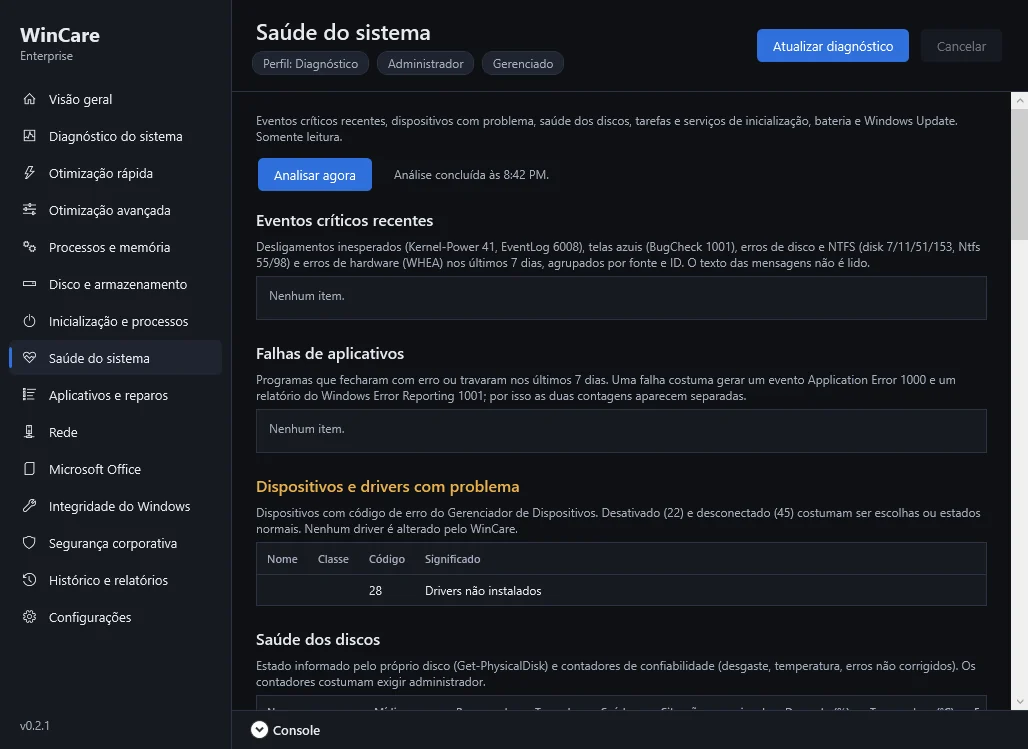 WinCare
Enterprise
Visão geral
Diagnóstico do sistema
Otimização rápida
Otimização avançada
Processos e memória
Disco e armazenamento
Inicialização e processos
Saúde do sistema
Aplicativos e reparos
Rede
Microsoft Office
Integridade do Windows
Segurança corporativa
Histórico e relatórios
Configurações
v0.2.1
Saúde do sistema
Perfil: Diagnóstico Administrador Gerenciado
Atualizar diagnóstico Cancelar
Eventos críticos recentes, dispositivos com problema, saúde dos discos, tarefas e serviços de inicialização, bateria e Windows Update.
Somente leitura.
Analisar agora Análise concluída às 8:42 PM.
Eventos críticos recentes
Desligamentos inesperados (Kernel-Power 41, EventLog 6008), telas azuis (BugCheck 1001), erros de disco e NTFS (disk 7/11/51/153, Ntfs
55/98) e erros de hardware (WHEA) nos últimos 7 dias, agrupados por fonte e ID. O texto das mensagens não é lido.
Nenhum item.
Falhas de aplicativos
Programas que fecharam com erro ou travaram nos últimos 7 dias. Uma falha costuma gerar um evento Application Error 1000 e um
relatório do Windows Error Reporting 1001; por isso as duas contagens aparecem separadas.
Nenhum item.
Dispositivos e drivers com problema
Dispositivos com código de erro do Gerenciador de Dispositivos. Desativado (22) e desconectado (45) costumam ser escolhas ou estados
normais. Nenhum driver é alterado pelo WinCare.
Nome Classe Código Significado
28 Drivers não instalados
Saúde dos discos
Estado informado pelo próprio disco (Get-PhysicalDisk) e contadores de confiabilidade (desgaste, temperatura, erros não corrigidos). Os
contadores costumam exigir administrador.
Console